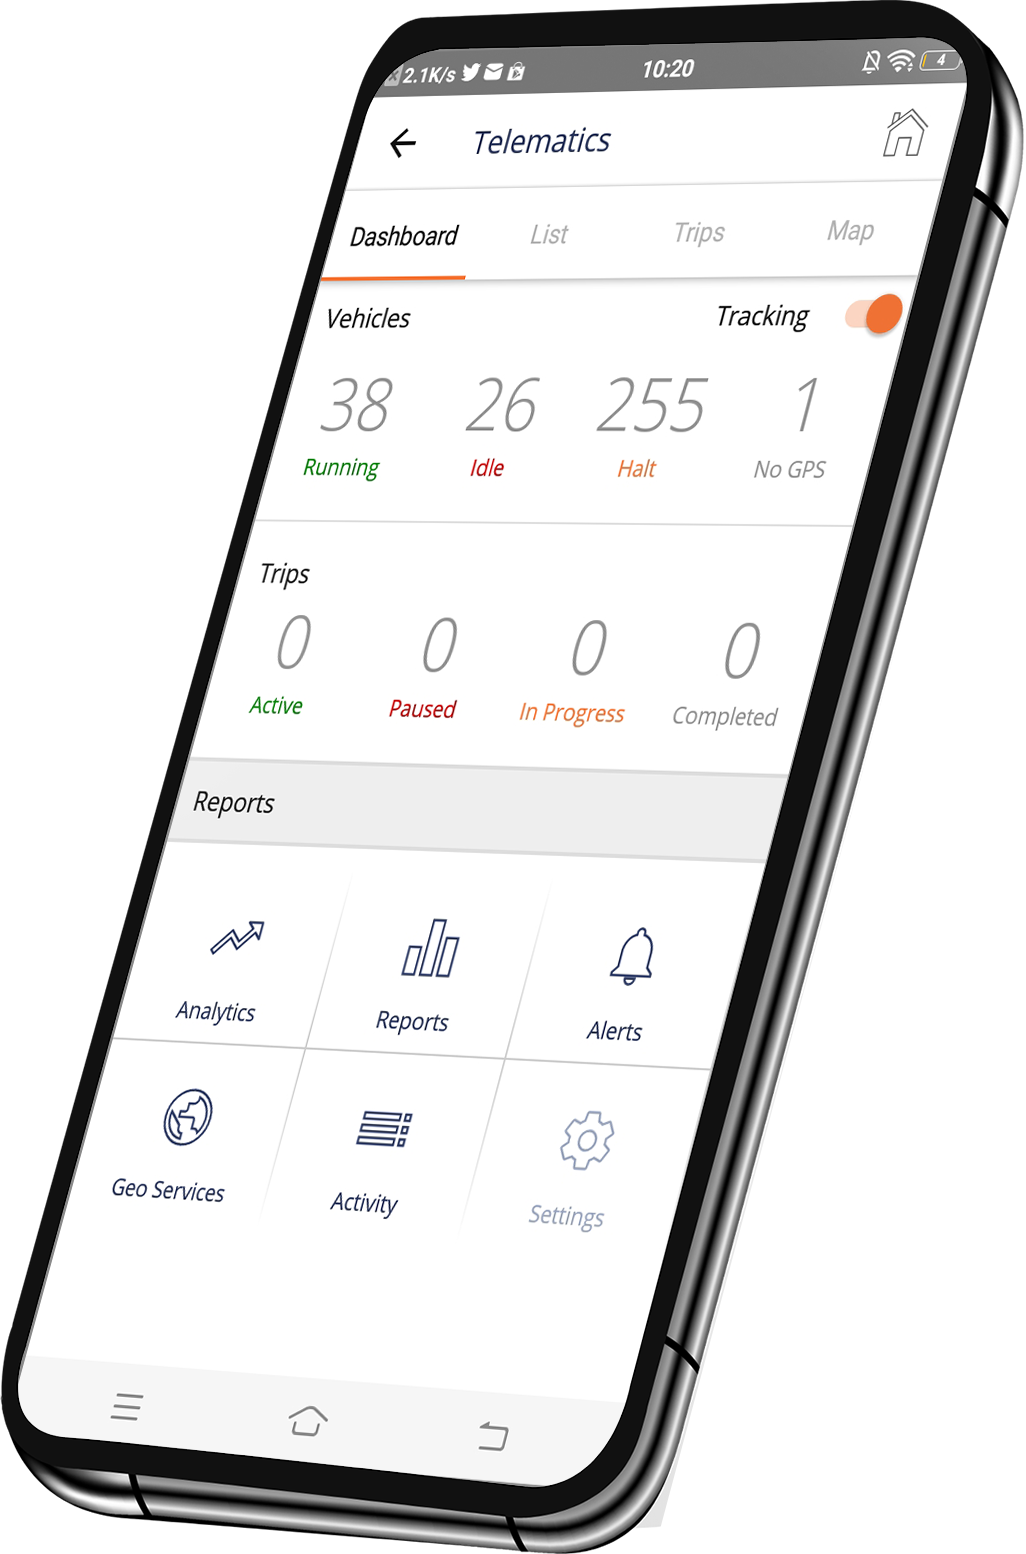 2.1K/s 10:20 4
Telematics
Dashboard List Trips Map
Vehicles Tracking
38 26 255 1
Running Idle Halt No GPS
Trips
0 0 0 0
Active Paused In Progress Completed
Reports
Analytics Reports Alerts
Geo Services Activity Settings